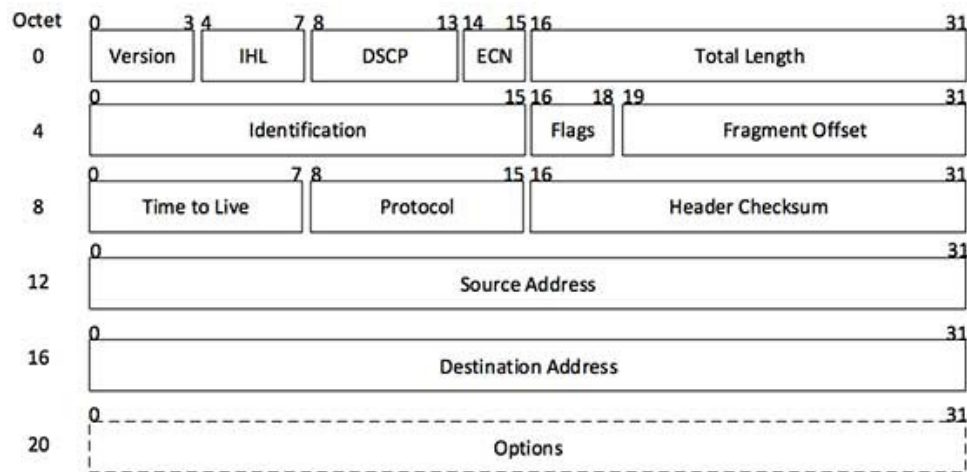 Octet 0 3 4 7 8 13 14 15 16 31
0 Version IHL DSCP ECN Total Length
0 15 16 18 19 31
4 Identification Flags Fragment Offset
0 7 8 15 16 31
8 Time to Live Protocol Header Checksum
0 31
12 Source Address
0 31
16 Destination Address
0 31
20 Options